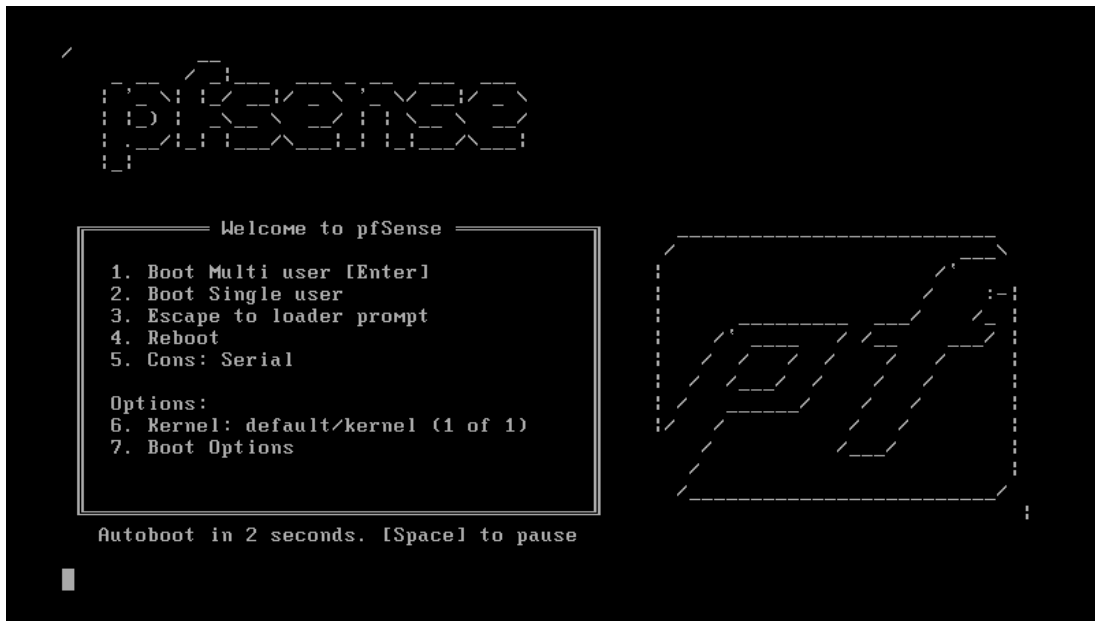 pfsense
Welcome to pfSense
1. Boot Multi user [Enter]
2. Boot Single user
3. Escape to loader prompt
4. Reboot
5. Cons: Serial
Options:
6. Kernel: default/kernel (1 of 1)
7. Boot Options
pf
Autoboot in 2 seconds. [Space] to pause